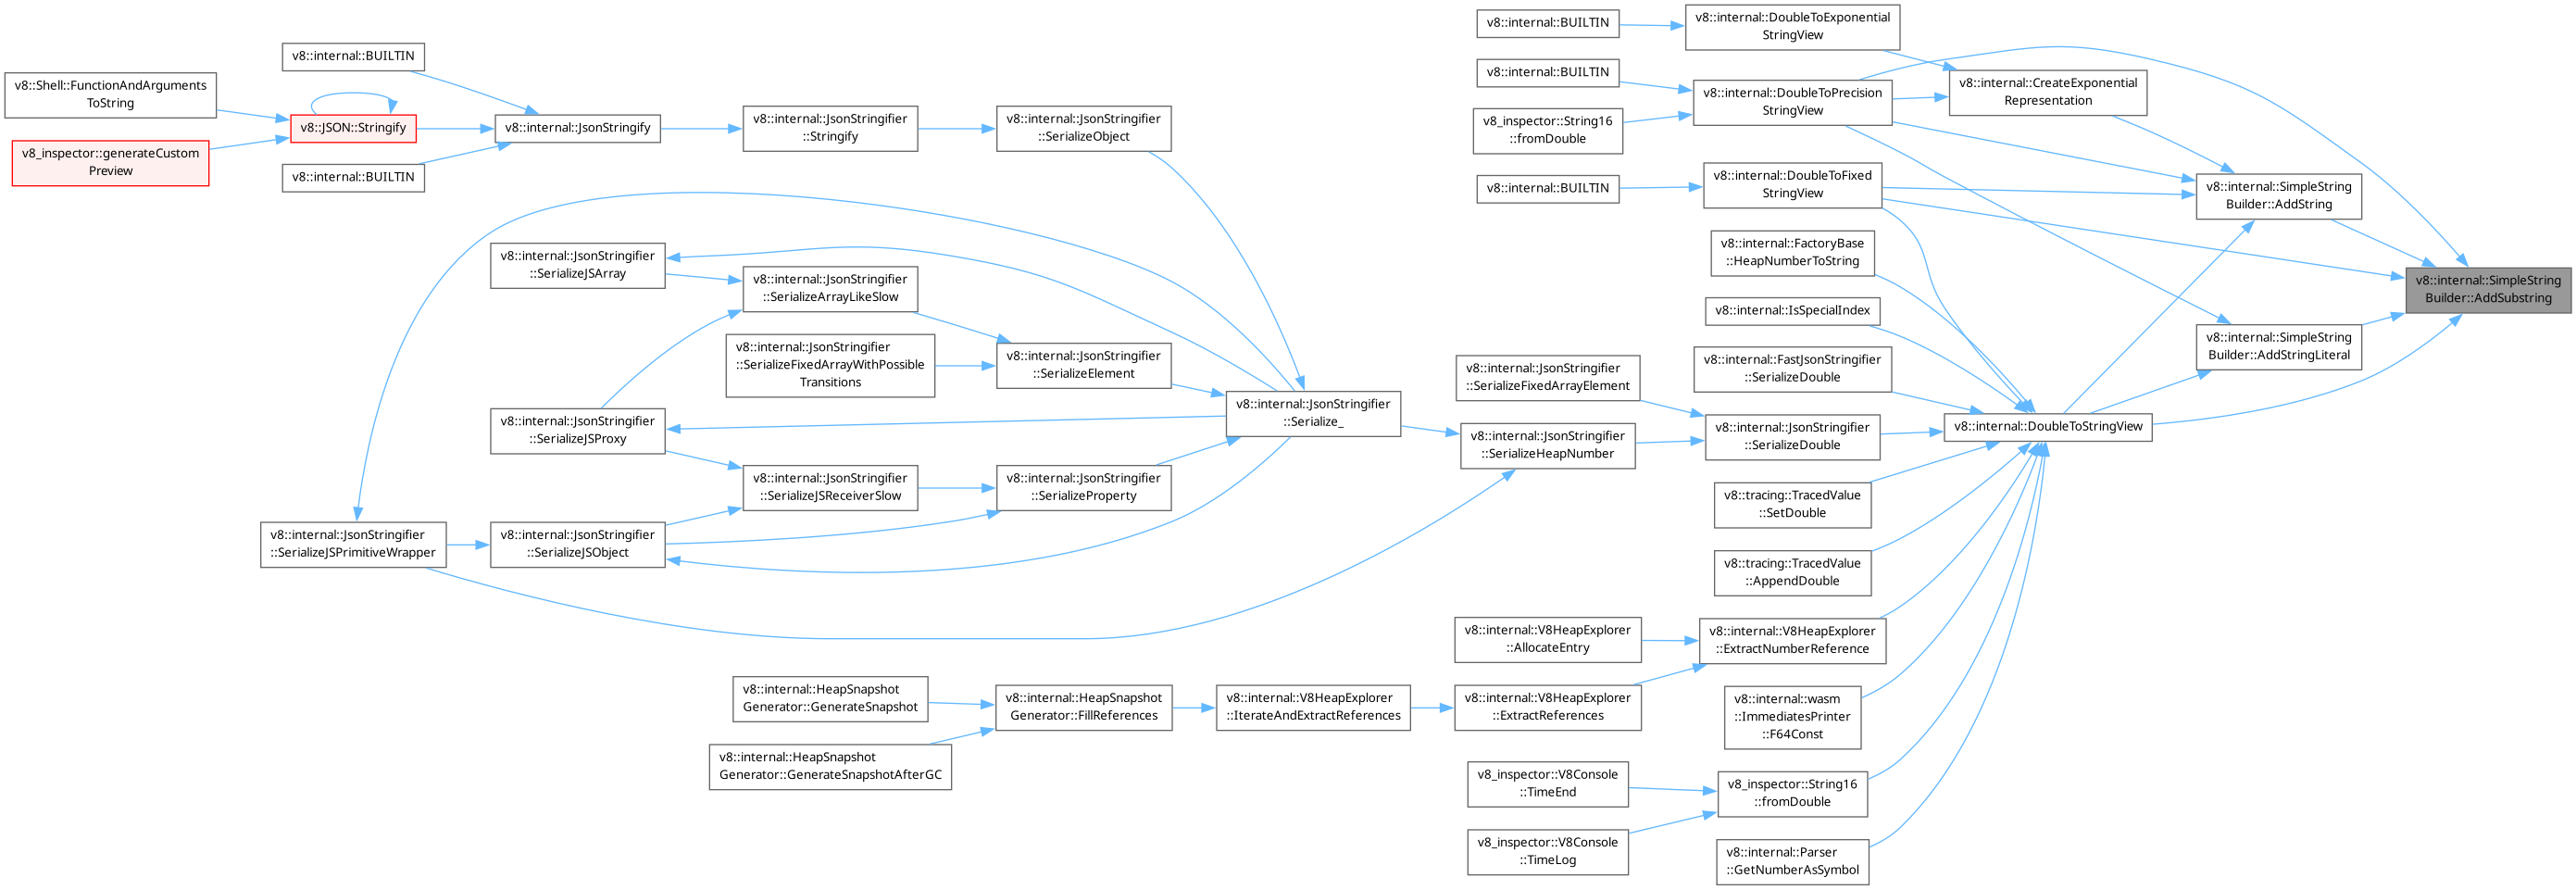 v8::Shell::FunctionAndArguments
ToString
v8_inspector::generateCustom
Preview
v8::internal::BUILTIN
v8::JSON::Stringify
v8::internal::BUILTIN
v8::internal::JsonStringify
v8::internal::JsonStringifier
::Stringify
v8::internal::JsonStringifier
::SerializeObject
v8::internal::JsonStringifier
::SerializeJSArray
v8::internal::JsonStringifier
::SerializeArrayLikeSlow
v8::internal::JsonStringifier
::SerializeFixedArrayWithPossible
Transitions
v8::internal::JsonStringifier
::SerializeElement
v8::internal::JsonStringifier
::SerializeJSProxy
v8::internal::JsonStringifier
::SerializeJSReceiverSlow
v8::internal::JsonStringifier
::SerializeProperty
v8::internal::JsonStringifier
::SerializeJSPrimitiveWrapper
v8::internal::JsonStringifier
::SerializeJSObject
v8::internal::JsonStringifier
::Serialize_
v8::internal::HeapSnapshot
Generator::GenerateSnapshot
v8::internal::HeapSnapshot
Generator::GenerateSnapshotAfterGC
v8::internal::HeapSnapshot
Generator::FillReferences
v8::internal::V8HeapExplorer
::IterateAndExtractReferences
v8::internal::BUILTIN
v8::internal::BUILTIN
v8_inspector::String16
::fromDouble
v8::internal::BUILTIN
v8::internal::JsonStringifier
::SerializeFixedArrayElement
v8::internal::JsonStringifier
::SerializeHeapNumber
v8::internal::V8HeapExplorer
::AllocateEntry
v8::internal::V8HeapExplorer
::ExtractReferences
v8_inspector::V8Console
::TimeEnd
v8_inspector::V8Console
::TimeLog
v8::internal::DoubleToExponential
StringView
v8::internal::DoubleToPrecision
StringView
v8::internal::DoubleToFixed
StringView
v8::internal::FactoryBase
::HeapNumberToString
v8::internal::IsSpecialIndex
v8::internal::FastJsonStringifier
::SerializeDouble
v8::internal::JsonStringifier
::SerializeDouble
v8::tracing::TracedValue
::SetDouble
v8::tracing::TracedValue
::AppendDouble
v8::internal::V8HeapExplorer
::ExtractNumberReference
v8::internal::wasm
::ImmediatesPrinter
::F64Const
v8_inspector::String16
::fromDouble
v8::internal::Parser
::GetNumberAsSymbol
v8::internal::CreateExponential
Representation
v8::internal::DoubleToStringView
v8::internal::SimpleString
Builder::AddString
v8::internal::SimpleString
Builder::AddStringLiteral
v8::internal::SimpleString
Builder::AddSubstring